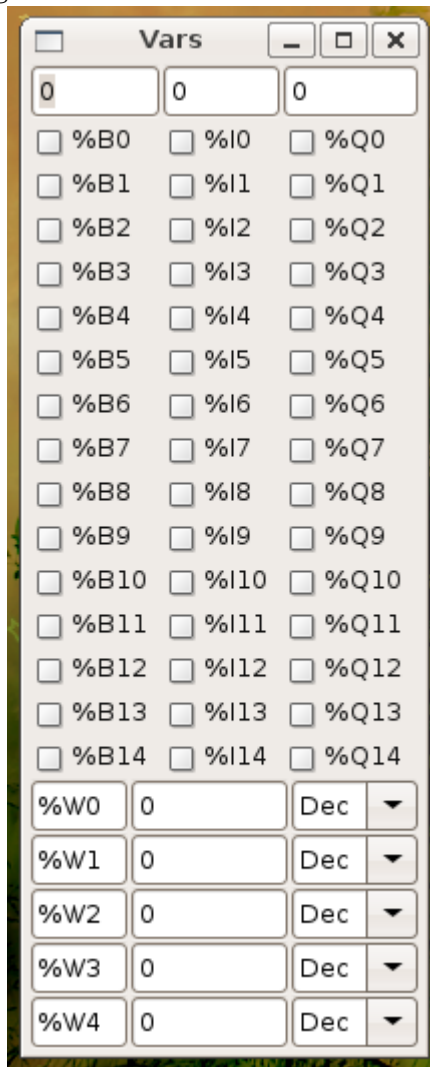 Vars
0 0 0
%B0 %I0 %Q0
%B1 %I1 %Q1
%B2 %I2 %Q2
%B3 %I3 %Q3
%B4 %I4 %Q4
%B5 %I5 %Q5
%B6 %I6 %Q6
%B7 %I7 %Q7
%B8 %I8 %Q8
%B9 %I9 %Q9
%B10 %I10 %Q10
%B11 %I11 %Q11
%B12 %I12 %Q12
%B13 %I13 %Q13
%B14 %I14 %Q14
%W0 0 Dec
%W1 0 Dec
%W2 0 Dec
%W3 0 Dec
%W4 0 Dec